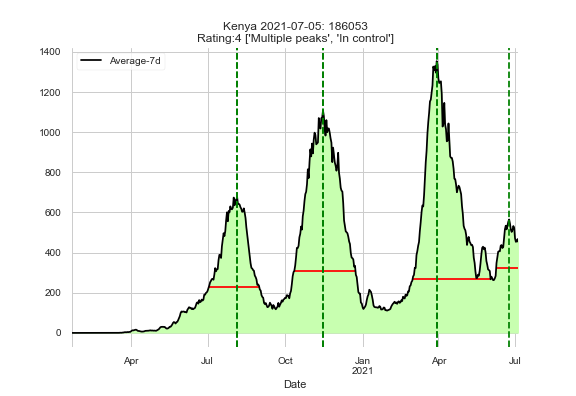 Kenya 2021-07-05: 186053
Rating:4 ['Multiple peaks', 'In control']
Average-7d
1400
1200
1000
800
600
400
200
0
Apr Jul Oct Jan Apr Jul
2021
Date